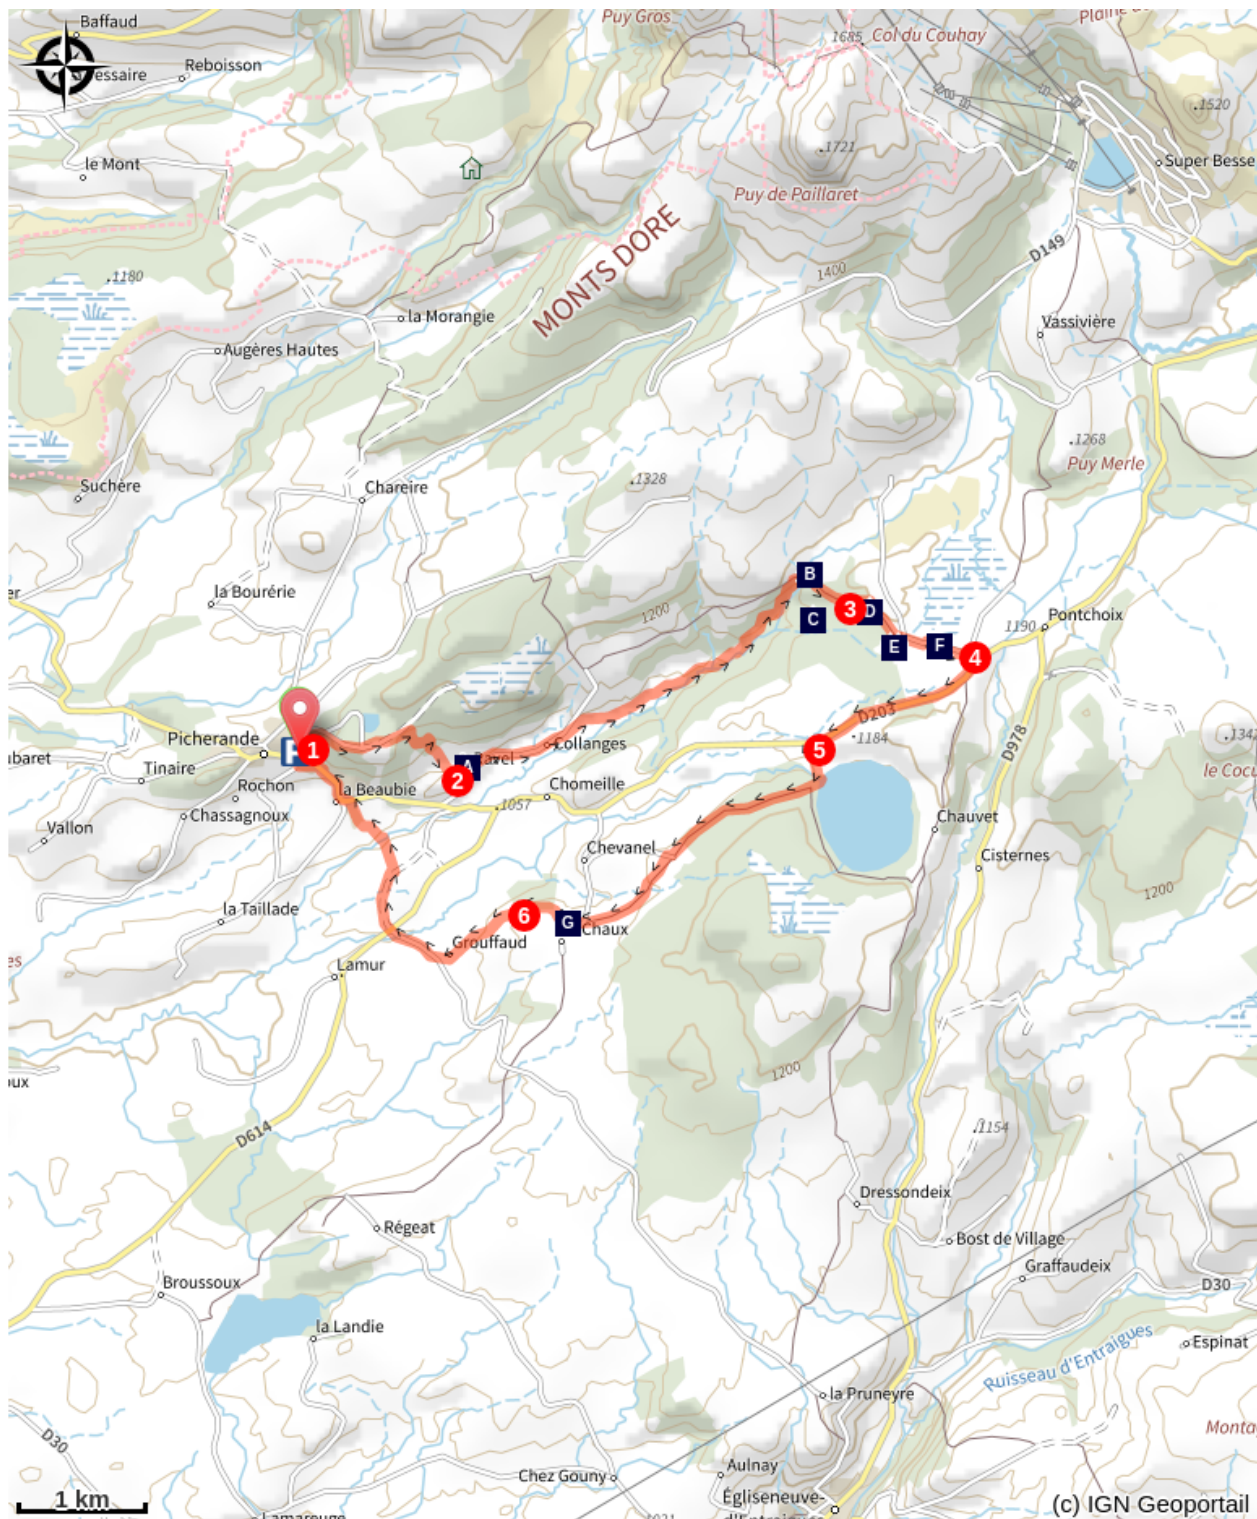 Baffaud
Puy Gros
1685
Col du Couhay
Reboisson
1520
le Mont
1721
Super Besse
Puy de Paillaret
MONTS DORE
D149
1400
1180
la Morangie
Vassivière
Augères Hautes
1268
Puy Merle
Suchère
Chareire
1328
B
la Bourérie
1200
3
D
C
1190
Pontchoix
E
F
4
D203
1184
Picherande
P
1
Collanges
5
D978
A
2
Tinaire
Rochon
la Beaubie
Chomeille
1057
Chassagnoux
Vallon
Chevanel
Chauvet
Cisternes
1200
la Taillade
6
G
Chaux
Grouffaud
Lamur
1200
D614
1154
Dressondeix
Régeat
Bost de Village
Graffaudeix
Broussoux
D30
la Landie
Espinat
Ruisseau d'Entraigues
la Pruneyre
D30
Aulnay
Chez Gouny
Égliseneuve-
1 km
(c) IGN Geoportail